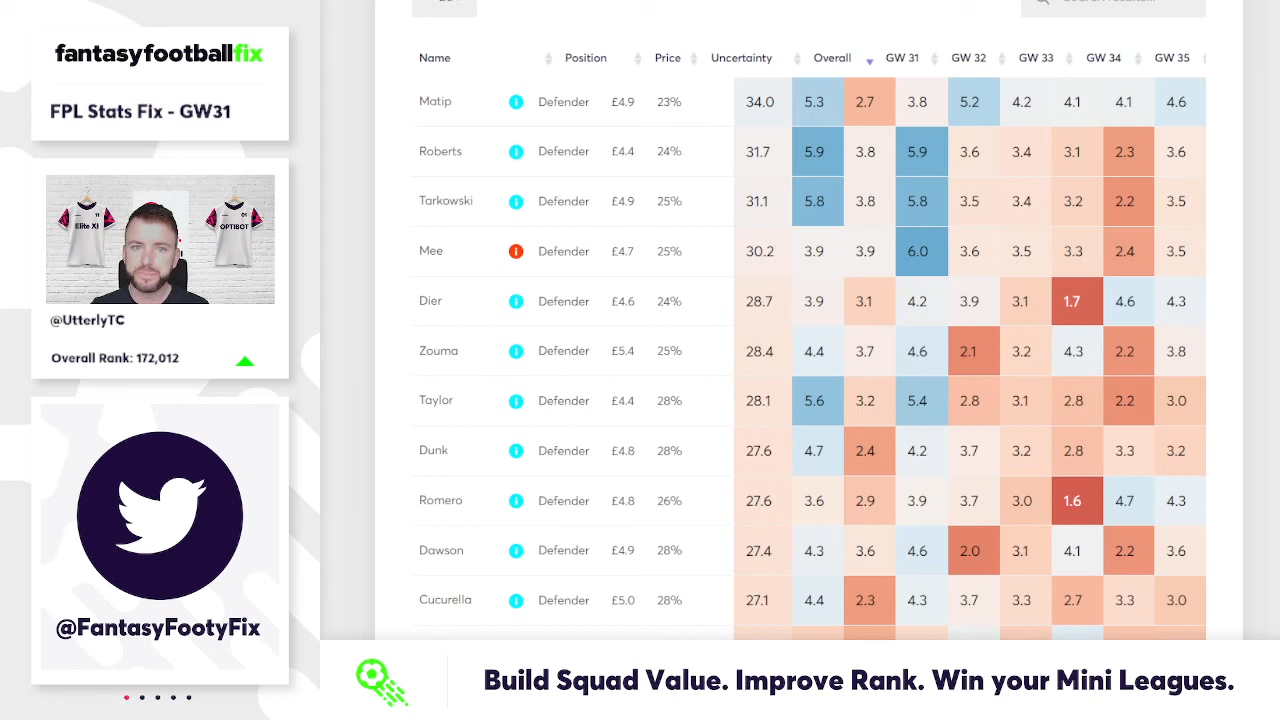 fantasyfootballfix
FPL Stats Fix - GW31
Elite XI
11
OPTIBOT
01
@UtterlyTC
Overall Rank: 172,012
@FantasyFootyFix
Name Position Price Uncertainty Overall GW 31 GW 32 GW 33 GW 34 GW 35
Matip i Defender £4.9 23% 34.0 5.3 2.7 3.8 5.2 4.2 4.1 4.1 4.6
Roberts i Defender £4.4 24% 31.7 5.9 3.8 5.9 3.6 3.4 3.1 2.3 3.6
Tarkowski i Defender £4.9 25% 31.1 5.8 3.8 5.8 3.5 3.4 3.2 2.2 3.5
Mee i Defender £4.7 25% 30.2 3.9 3.9 6.0 3.6 3.5 3.3 2.4 3.5
Dier i Defender £4.6 24% 28.7 3.9 3.1 4.2 3.9 3.1 1.7 4.6 4.3
Zouma i Defender £5.4 25% 28.4 4.4 3.7 4.6 2.1 3.2 4.3 2.2 3.8
Taylor i Defender £4.4 28% 28.1 5.6 3.2 5.4 2.8 3.1 2.8 2.2 3.0
Dunk i Defender £4.8 28% 27.6 4.7 2.4 4.2 3.7 3.2 2.8 3.3 3.2
Romero i Defender £4.8 26% 27.6 3.6 2.9 3.9 3.7 3.0 1.6 4.7 4.3
Dawson i Defender £4.9 28% 27.4 4.3 3.6 4.6 2.0 3.1 4.1 2.2 3.6
Cucurella i Defender £5.0 28% 27.1 4.4 2.3 4.3 3.7 3.3 2.7 3.3 3.0
Build Squad Value. Improve Rank. Win your Mini Leagues.